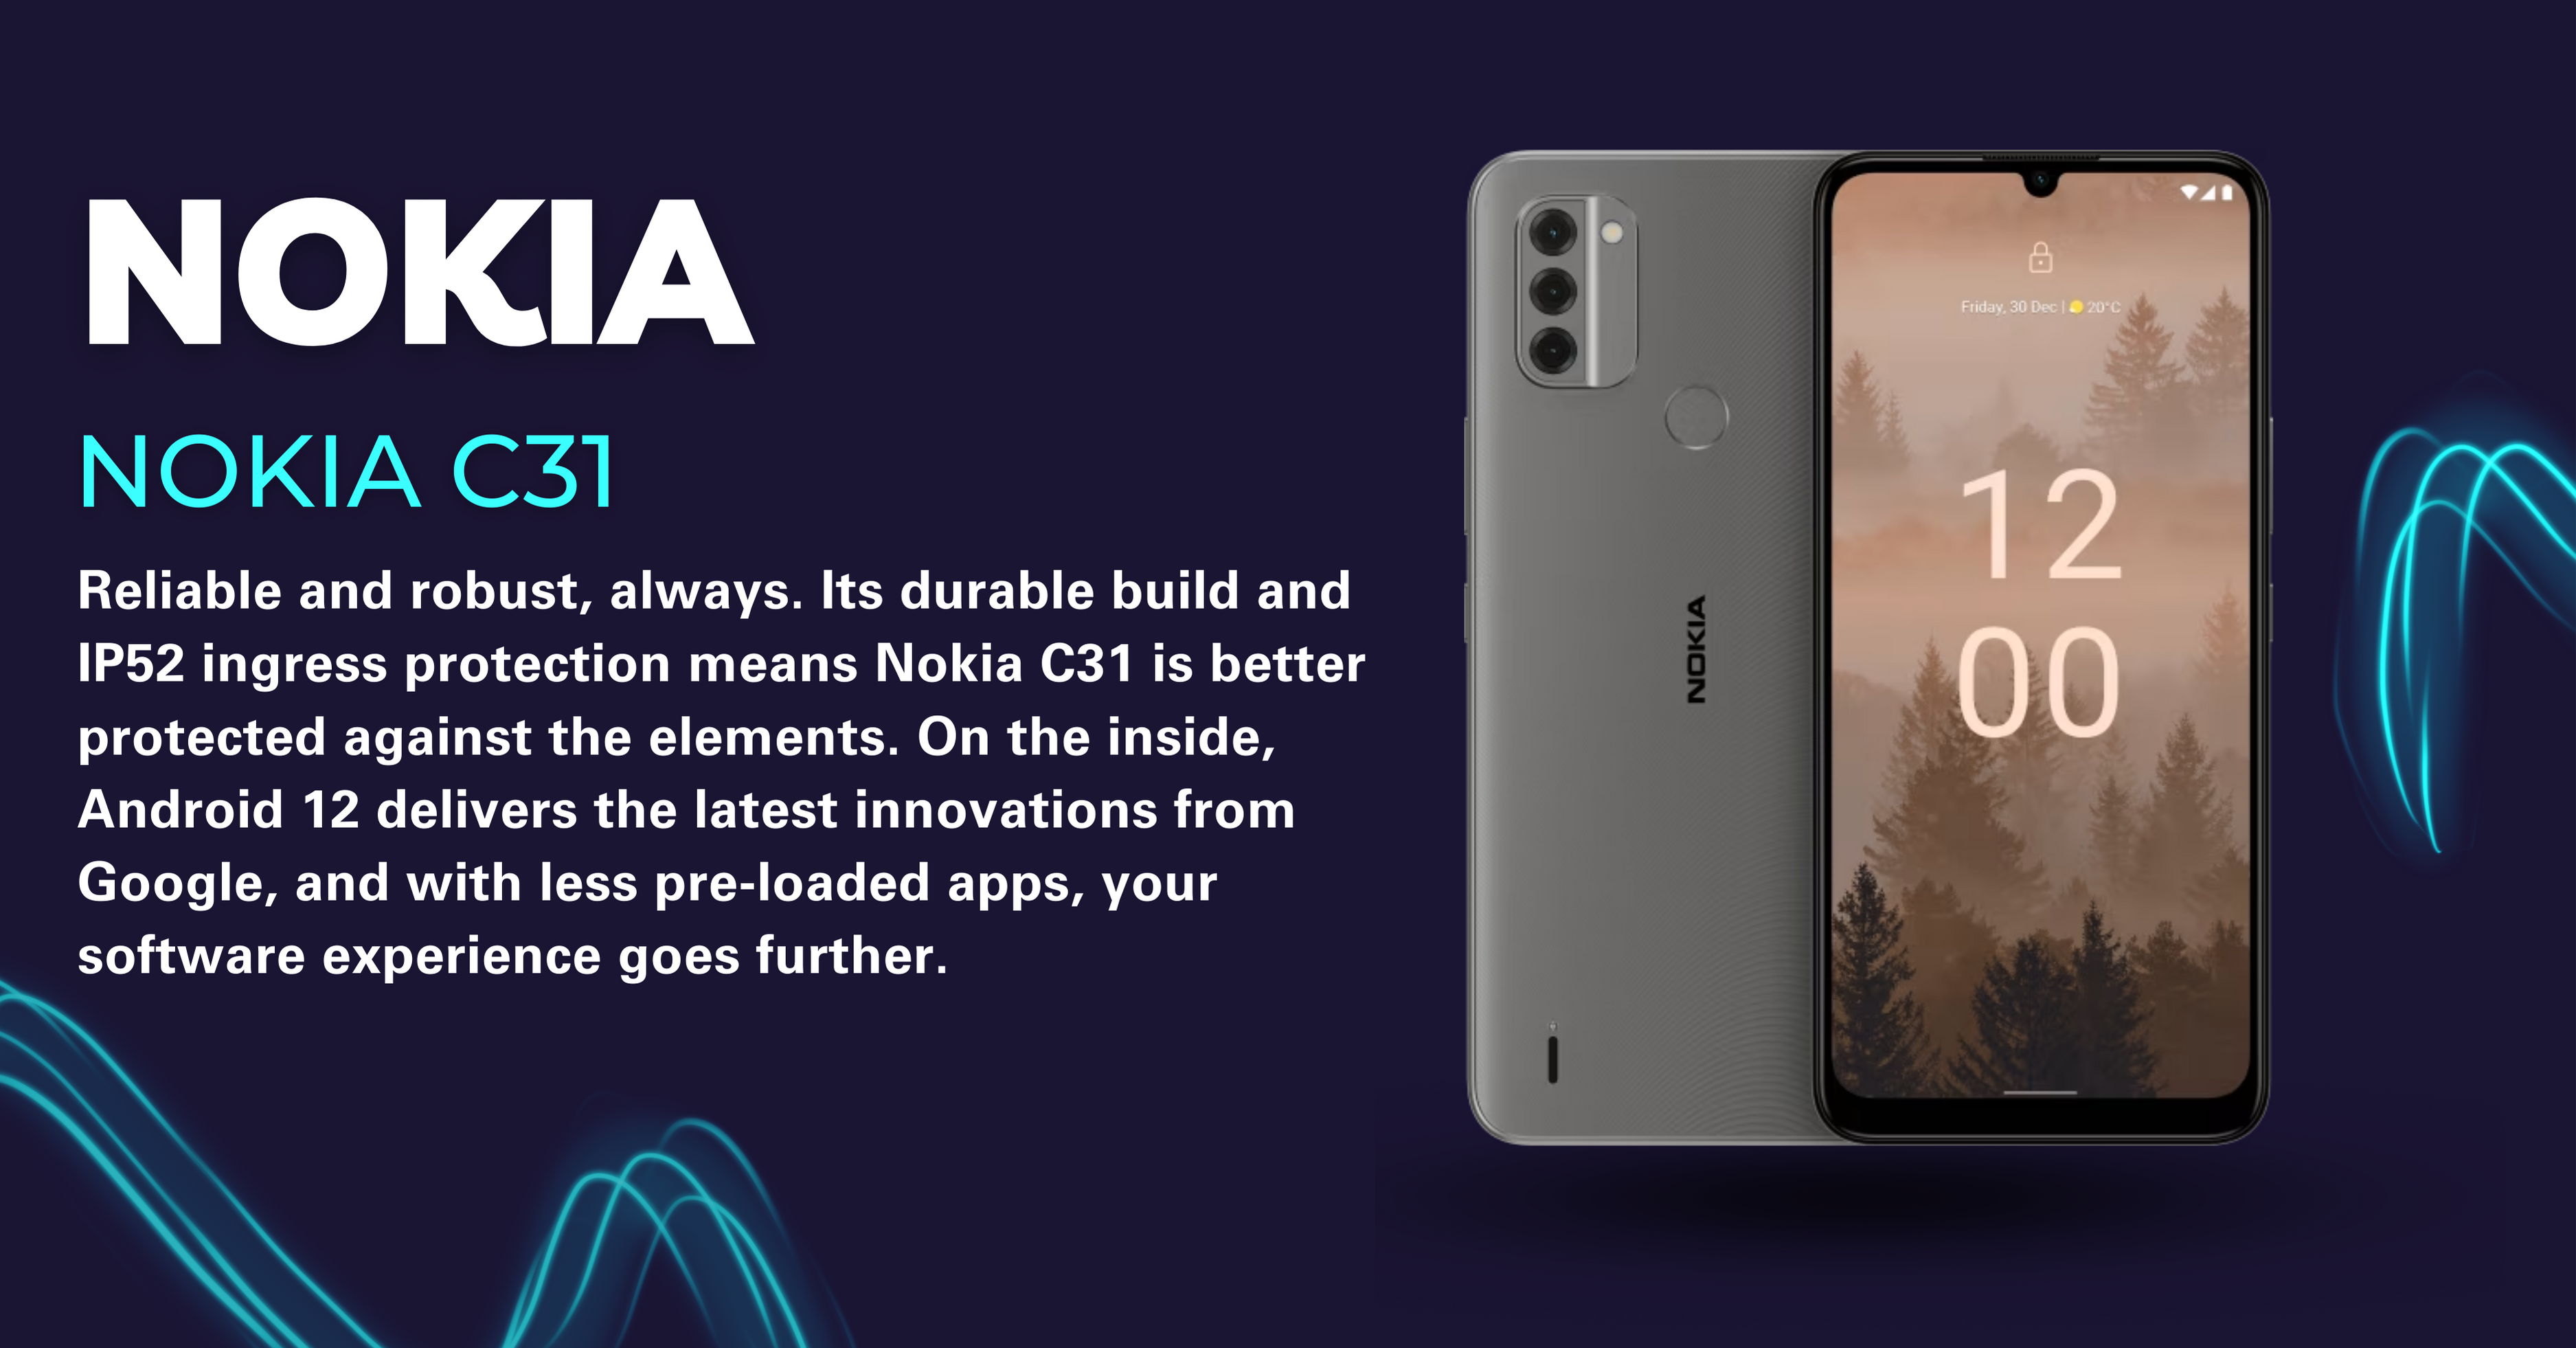 NOKIA
NOKIA C31
Reliable and robust, always. Its durable build and
IP52 ingress protection means Nokia C31 is better
protected against the elements. On the inside,
Android 12 delivers the latest innovations from
Google, and with less pre-loaded apps, your
software experience goes further.
NOKIA
Friday, 30 Dec | 20°C
12
00